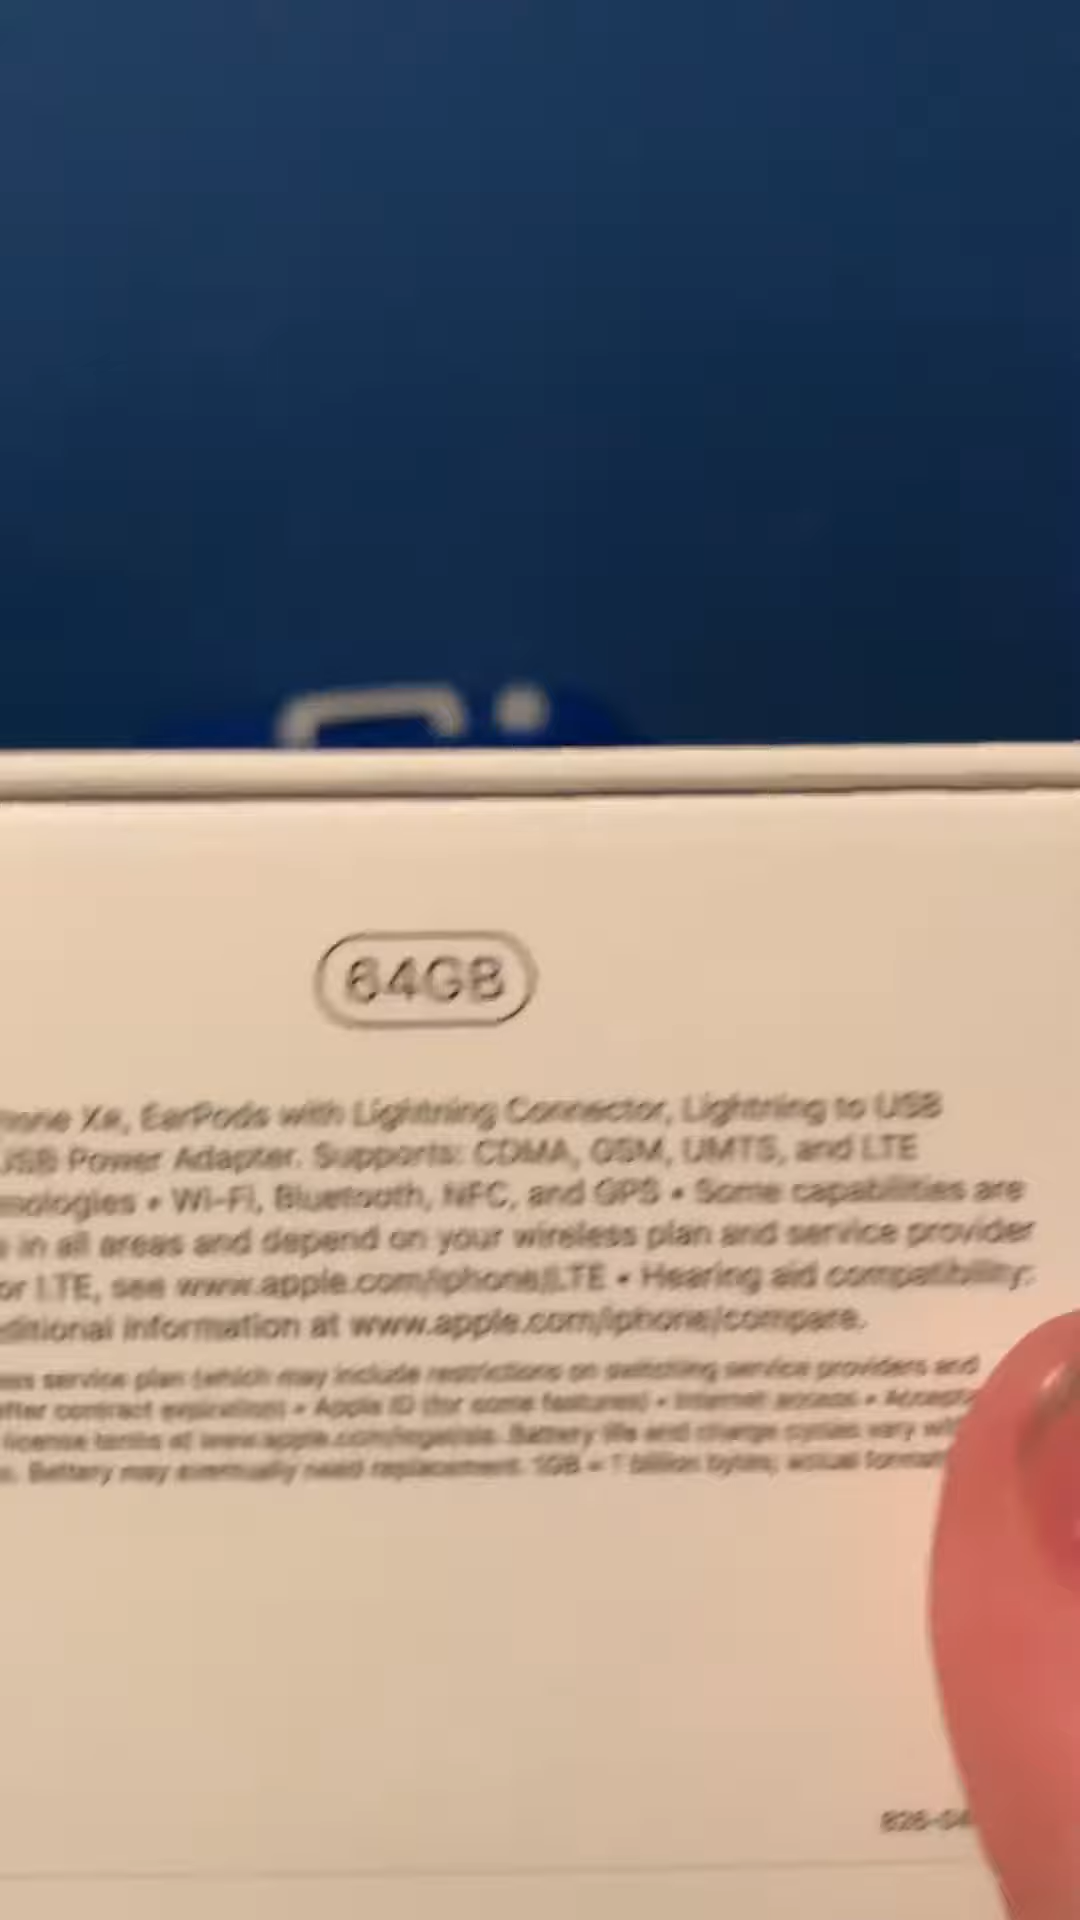 64GB
Xʀ, EarPods with Lightning Connector, Lightning to USB
USB Power Adapter. Supports: CDMA, GSM, UMTS, and LTE
• Wi-Fi, Bluetooth, NFC, and GPS • Some capabilities are
in all areas and depend on your wireless plan and service provider
or LTE, see www.apple.com/iphone/LTE • Hearing aid compatibility:
information at www.apple.com/iphone/compare.
service plan (which may include restrictions on switching service providers and
after contract expiration) • Apple ID (for some features) • Internet access •
license terms at www.apple.com/legal/sla. Battery life and charge cycles vary
Battery may eventually need replacement. 1GB = 1 billion bytes; actual